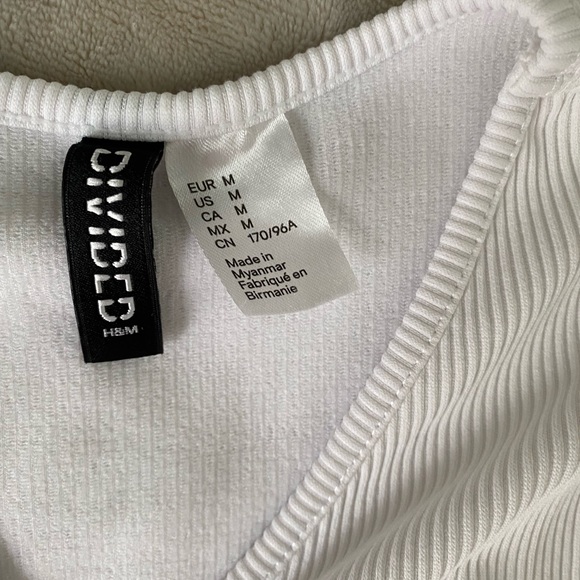 DIVIDED
H&M
EUR M
US M
CA M
MX M
CN 170/96A
Made in
Myanmar
Fabriqué en
Birmanie